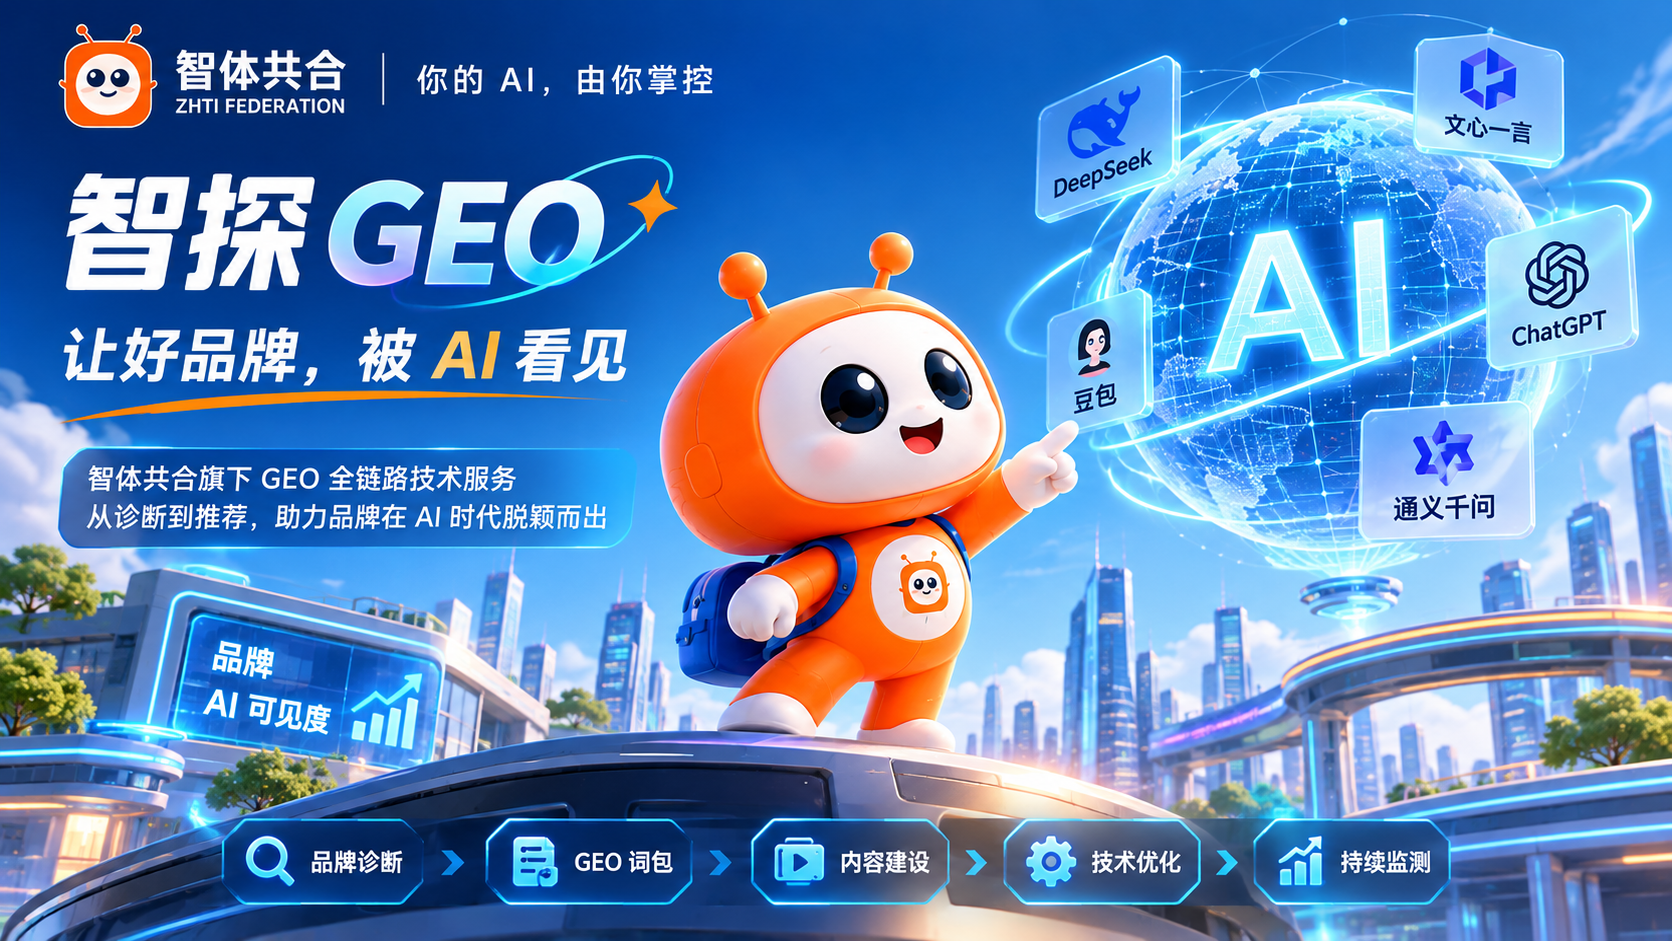 智体共合
ZHTI FEDERATION
你的 AI，由你掌控
智探GEO
让好品牌，被 AI 看见
智体共合旗下 GEO 全链路技术服务
从诊断到推荐，助力品牌在 AI 时代脱颖而出
DeepSeek
文心一言
AI
ChatGPT
豆包
通义千问
品牌
AI 可见度
品牌诊断
GEO 词包
内容建设
技术优化
持续监测